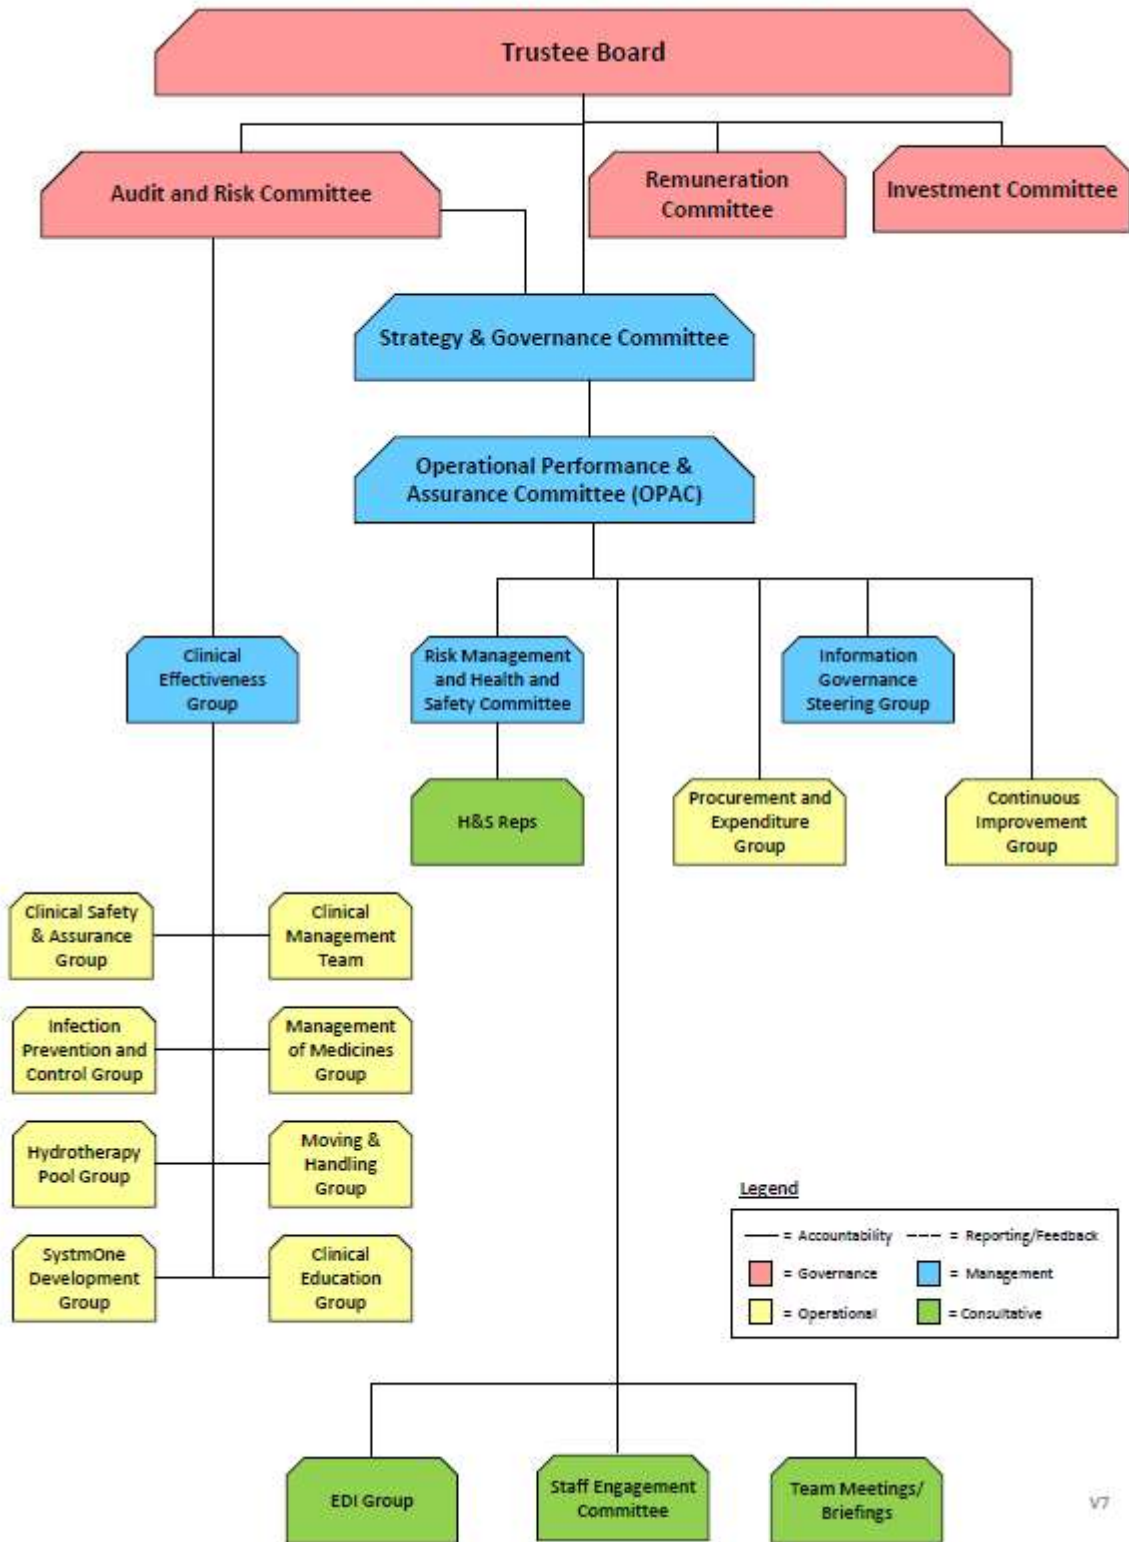 Trustee Board
Audit and Risk Committee
Remuneration
Committee
Investment Committee
Strategy & Governance Committee
Operational Performance &
Assurance Committee (OPAC)
Clinical
Effectiveness
Group
Risk Management
and Health and
Safety Committee
Information
Governance
Steering Group
H&S Reps
Procurement and
Expenditure
Group
Continuous
Improvement
Group
Clinical Safety
& Assurance
Group
Clinical
Management
Team
Infection
Prevention and
Control Group
Management
of Medicines
Group
Hydrotherapy
Pool Group
Moving &
Handling
Group
SystmOne
Development
Group
Clinical
Education
Group
Legend
= Accountability
= Reporting/Feedback
= Governance
= Management
= Operational
= Consultative
EDI Group
Staff Engagement
Committee
Team Meetings/
Briefings
V7